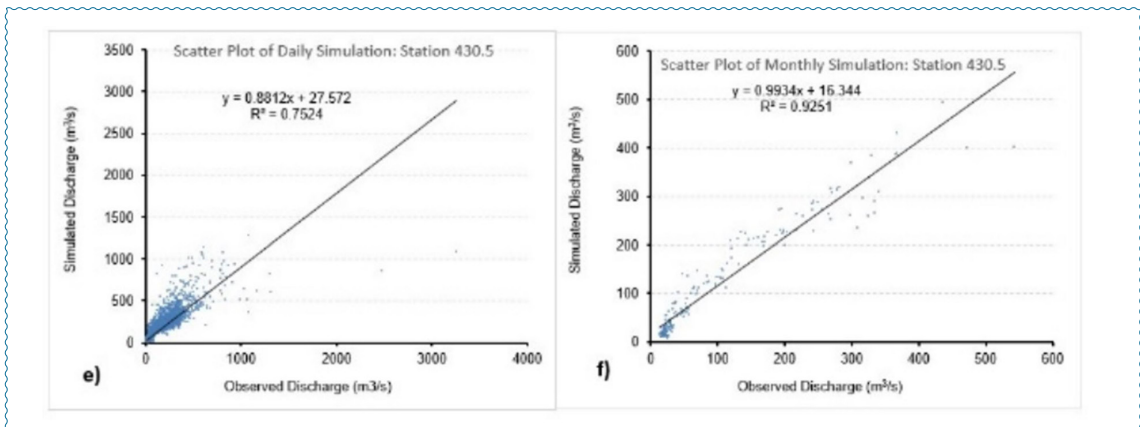 Scatter Plot of Daily Simulation: Station 430.5
y = 0.8812x + 27.572
R² = 0.7524
Simulated Discharge (m³/s)
3500
3000
2500
2000
1500
1000
500
0
0 1000 2000 3000 4000
Observed Discharge (m3/s)
e)
Scatter Plot of Monthly Simulation: Station 430.5
y = 0.9934x + 16.344
R² = 0.9251
Simulated Discharge (m³/s)
600
500
400
300
200
100
0
0 100 200 300 400 500 600
Observed Discharge (m³/s)
f)